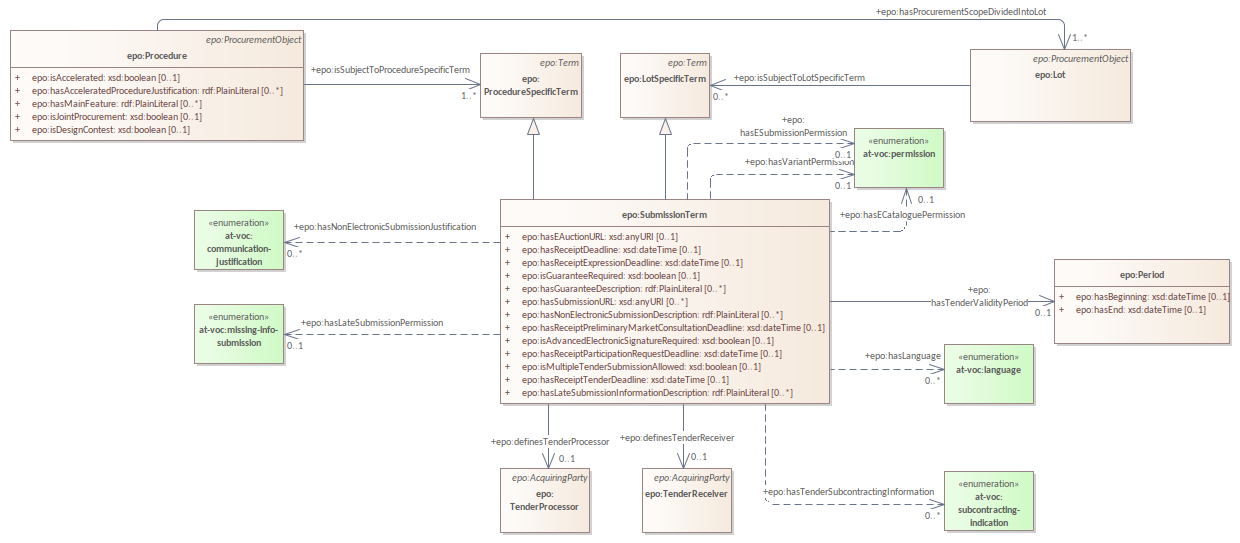 +epo:hasProcurementScopeDividedIntoLot
1..*
epo:ProcurementObject
epo:Procedure
+ epo:isAccelerated: xsd:boolean [0..1]
+ epo:hasAcceleratedProcedureJustification: rdf:PlainLiteral [0..*]
+ epo:hasMainFeature: rdf:PlainLiteral [0..*]
+ epo:isJointProcurement: xsd:boolean [0..1]
+ epo:isDesignContest: xsd:boolean [0..1]
+epo:isSubjectToProcedureSpecificTerm
1..*
epo:Term
epo:
ProcedureSpecificTerm
epo:Term
epo:LotSpecificTerm
+epo:isSubjectToLotSpecificTerm
0..*
epo:ProcurementObject
epo:Lot
+epo:
hasESubmissionPermission
0..1
+epo:hasVariantPermission
0..1
«enumeration»
at-voc:permission
0..1
+epo:hasECataloguePermission
epo:SubmissionTerm
+ epo:hasEAuctionURL: xsd:anyURI [0..1]
+ epo:hasReceiptDeadline: xsd:dateTime [0..1]
+ epo:hasReceiptExpressionDeadline: xsd:dateTime [0..1]
+ epo:isGuaranteeRequired: xsd:boolean [0..1]
+ epo:hasGuaranteeDescription: rdf:PlainLiteral [0..*]
+ epo:hasSubmissionURL: xsd:anyURI [0..*]
+ epo:hasNonElectronicSubmissionDescription: rdf:PlainLiteral [0..*]
+ epo:hasReceiptPreliminaryMarketConsultationDeadline: xsd:dateTime [0..1]
+ epo:isAdvancedElectronicSignatureRequired: xsd:boolean [0..1]
+ epo:hasReceiptParticipationRequestDeadline: xsd:dateTime [0..1]
+ epo:isMultipleTenderSubmissionAllowed: xsd:boolean [0..1]
+ epo:hasReceiptTenderDeadline: xsd:dateTime [0..1]
+ epo:hasLateSubmissionInformationDescription: rdf:PlainLiteral [0..*]
«enumeration»
at-voc:
communication-
justification
+epo:hasNonElectronicSubmissionJustification
0..*
«enumeration»
at-voc:missing-info-
submission
+epo:hasLateSubmissionPermission
0..1
+epo:
hasTenderValidityPeriod
0..1
epo:Period
+ epo:hasBeginning: xsd:dateTime [0..1]
+ epo:hasEnd: xsd:dateTime [0..1]
+epo:hasLanguage
0..*
«enumeration»
at-voc:language
+epo:definesTenderProcessor
0..1
epo:AcquiringParty
epo:
TenderProcessor
+epo:definesTenderReceiver
0..1
epo:AcquiringParty
epo:TenderReceiver
+epo:hasTenderSubcontractingInformation
0..*
«enumeration»
at-voc:
subcontracting-
indication